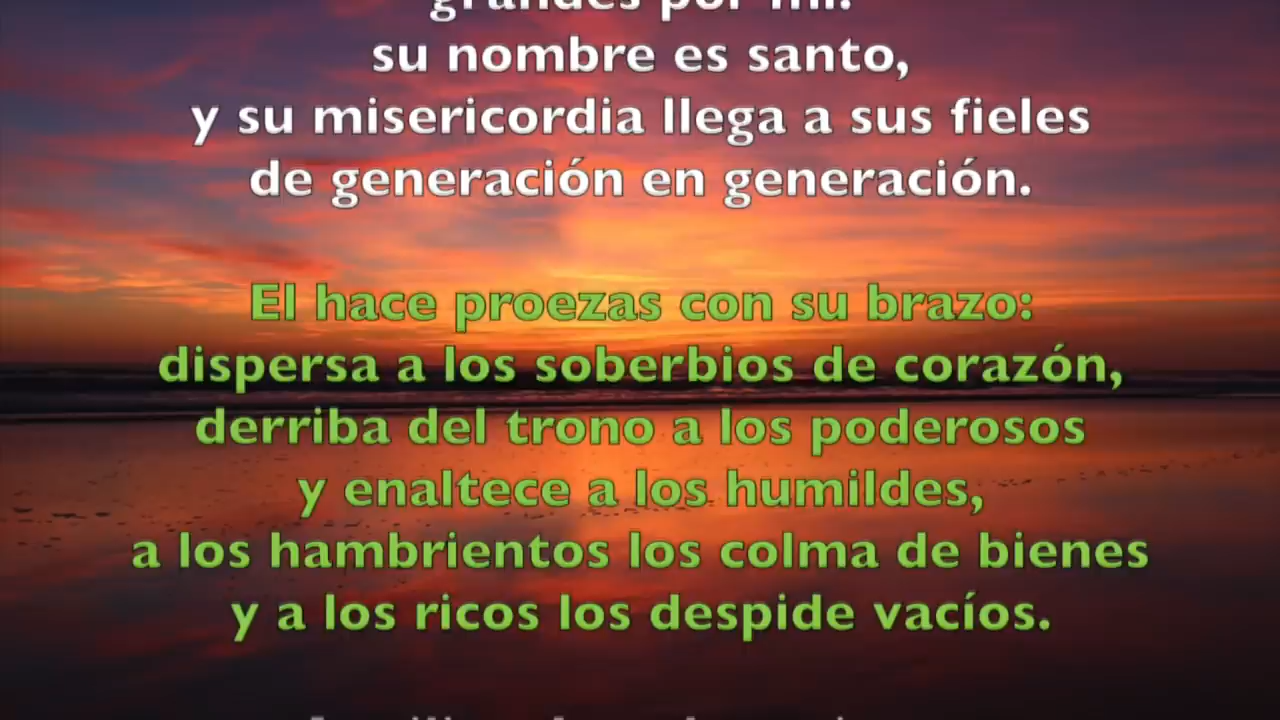 grandes por mí:
su nombre es santo,
y su misericordia llega a sus fieles
de generación en generación.
El hace proezas con su brazo:
dispersa a los soberbios de corazón,
derriba del trono a los poderosos
y enaltece a los humildes,
a los hambrientos los colma de bienes
y a los ricos los despide vacíos.